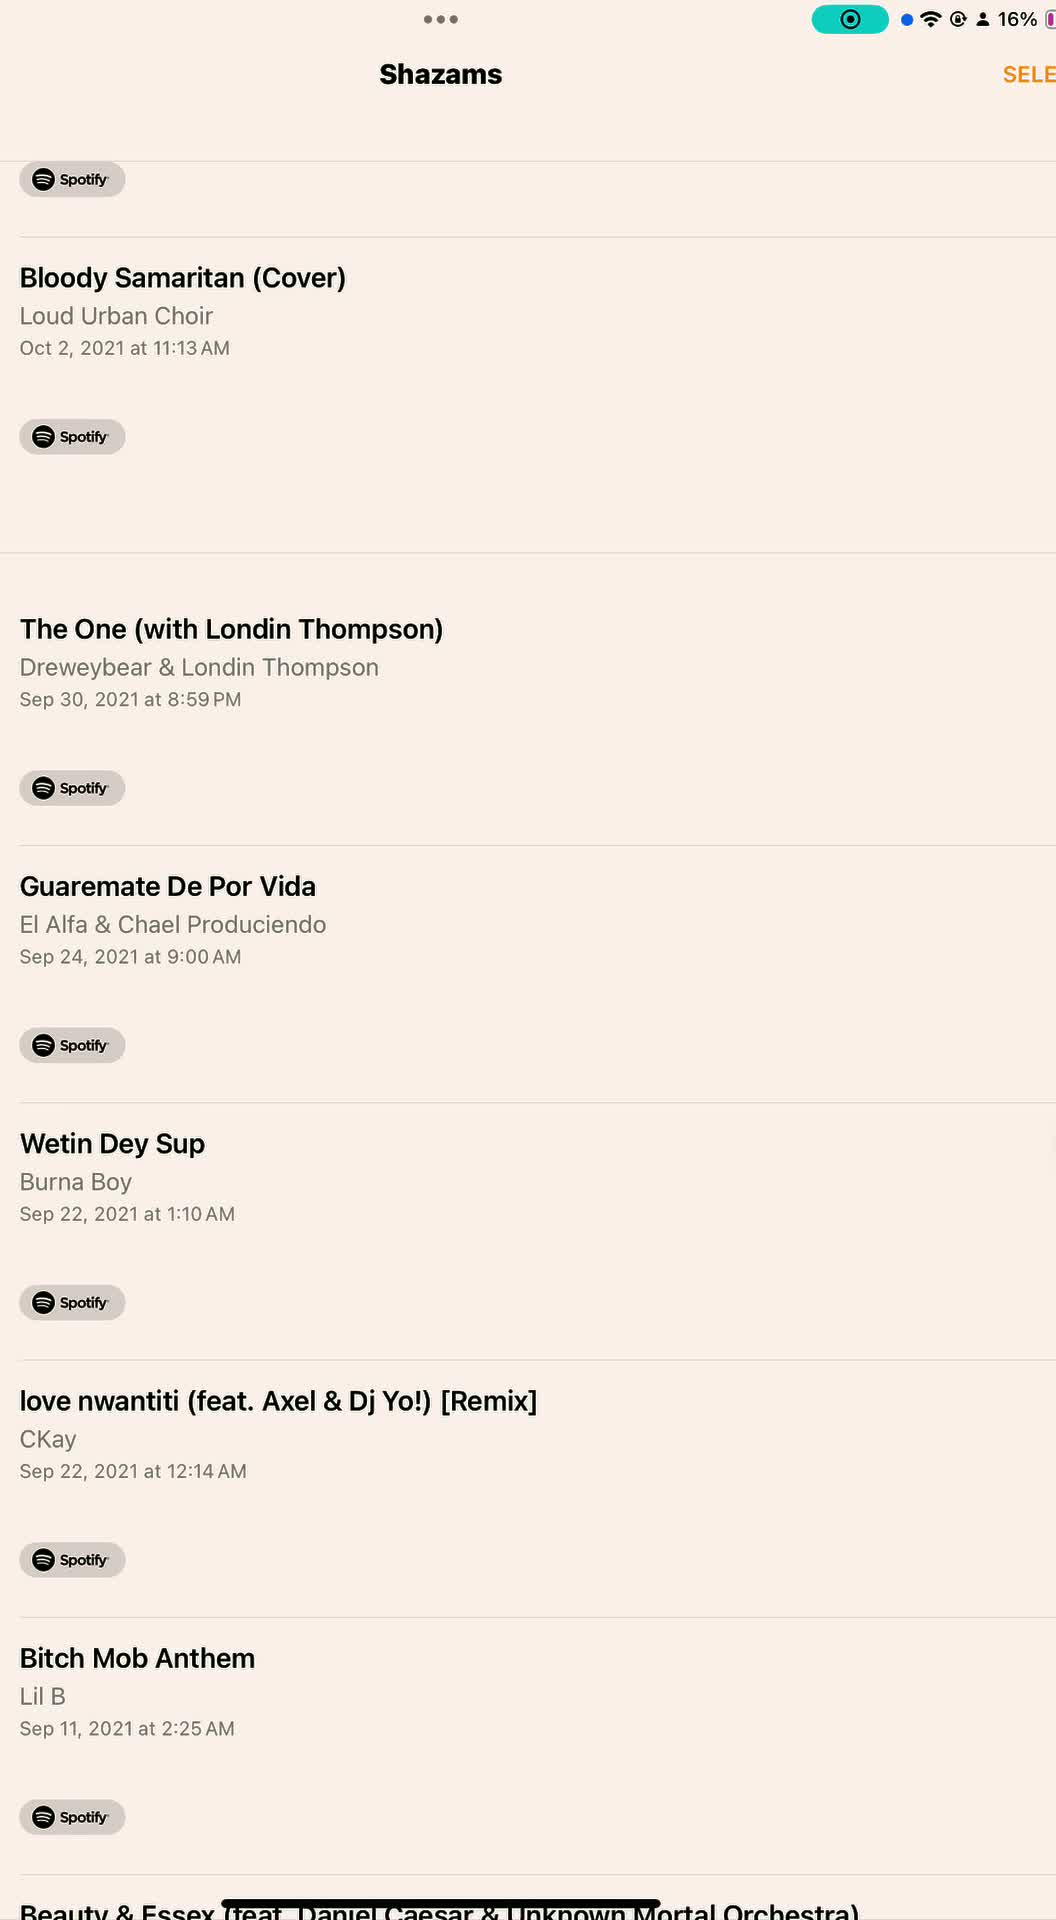 16%
Shazams
SELE
Spotify
Bloody Samaritan (Cover)
Loud Urban Choir
Oct 2, 2021 at 11:13 AM
Spotify
The One (with Londin Thompson)
Dreweybear & Londin Thompson
Sep 30, 2021 at 8:59 PM
Spotify
Guaremate De Por Vida
El Alfa & Chael Produciendo
Sep 24, 2021 at 9:00 AM
Spotify
Wetin Dey Sup
Burna Boy
Sep 22, 2021 at 1:10 AM
Spotify
love nwantiti (feat. Axel & Dj Yo!) [Remix]
CKay
Sep 22, 2021 at 12:14 AM
Spotify
Bitch Mob Anthem
Lil B
Sep 11, 2021 at 2:25 AM
Spotify
Beauty & Essex (feat. Daniel Caesar & Unknown Mortal Orchestra)